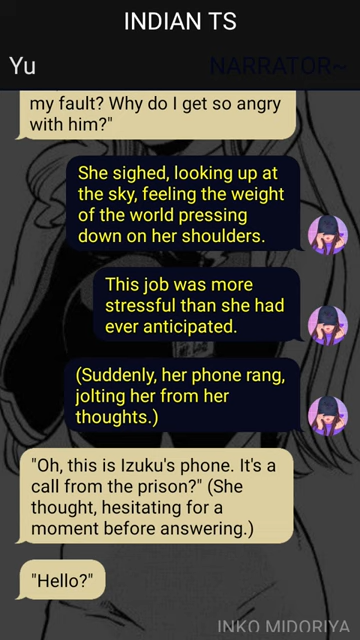 INDIAN TS
Yu
NARRATOR~
my fault? Why do I get so angry
with him?"
She sighed, looking up at
the sky, feeling the weight
of the world pressing
down on her shoulders.
This job was more
stressful than she had
ever anticipated.
(Suddenly, her phone rang,
jolting her from her
thoughts.)
"Oh, this is Izuku's phone. It's a
call from the prison?" (She
thought, hesitating for a
moment before answering.)
"Hello?"
INKO MIDORIYA